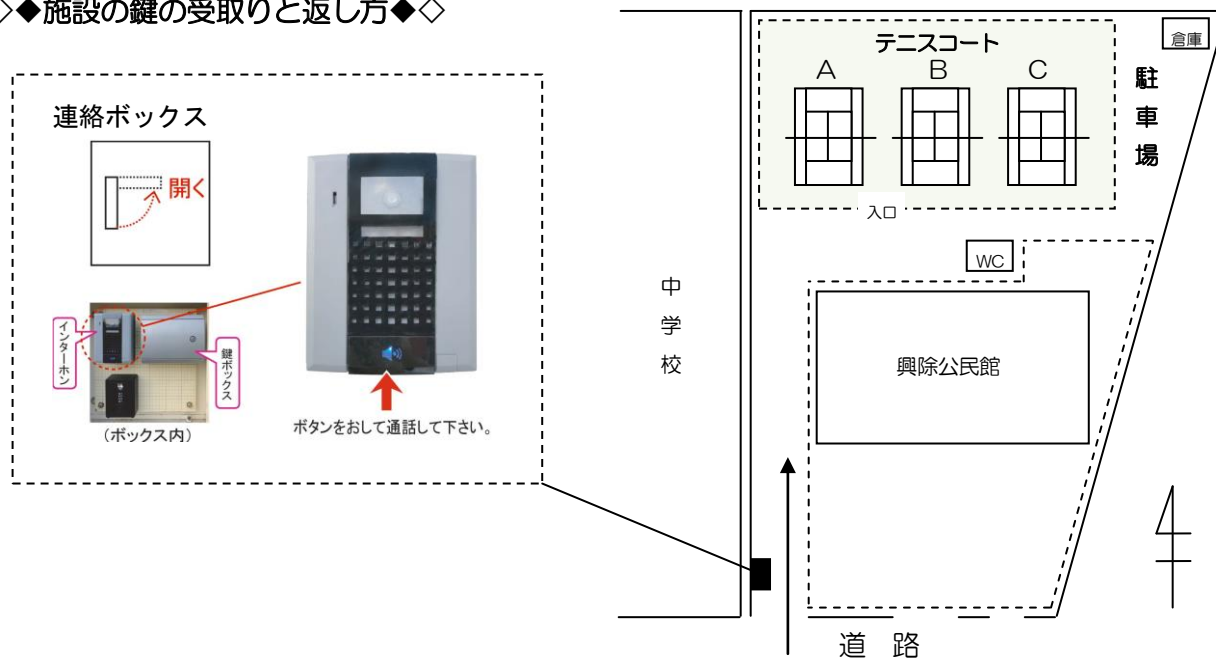 ◇◆施設の鍵の受取りと返し方◆◇
連絡ボックス
開く
インターホン
鍵ボックス
(ボックス内)
ボタンをおして通話して下さい。
テニスコート
A B C
倉庫
駐車場
入口
WC
中学校
興除公民館
道 路